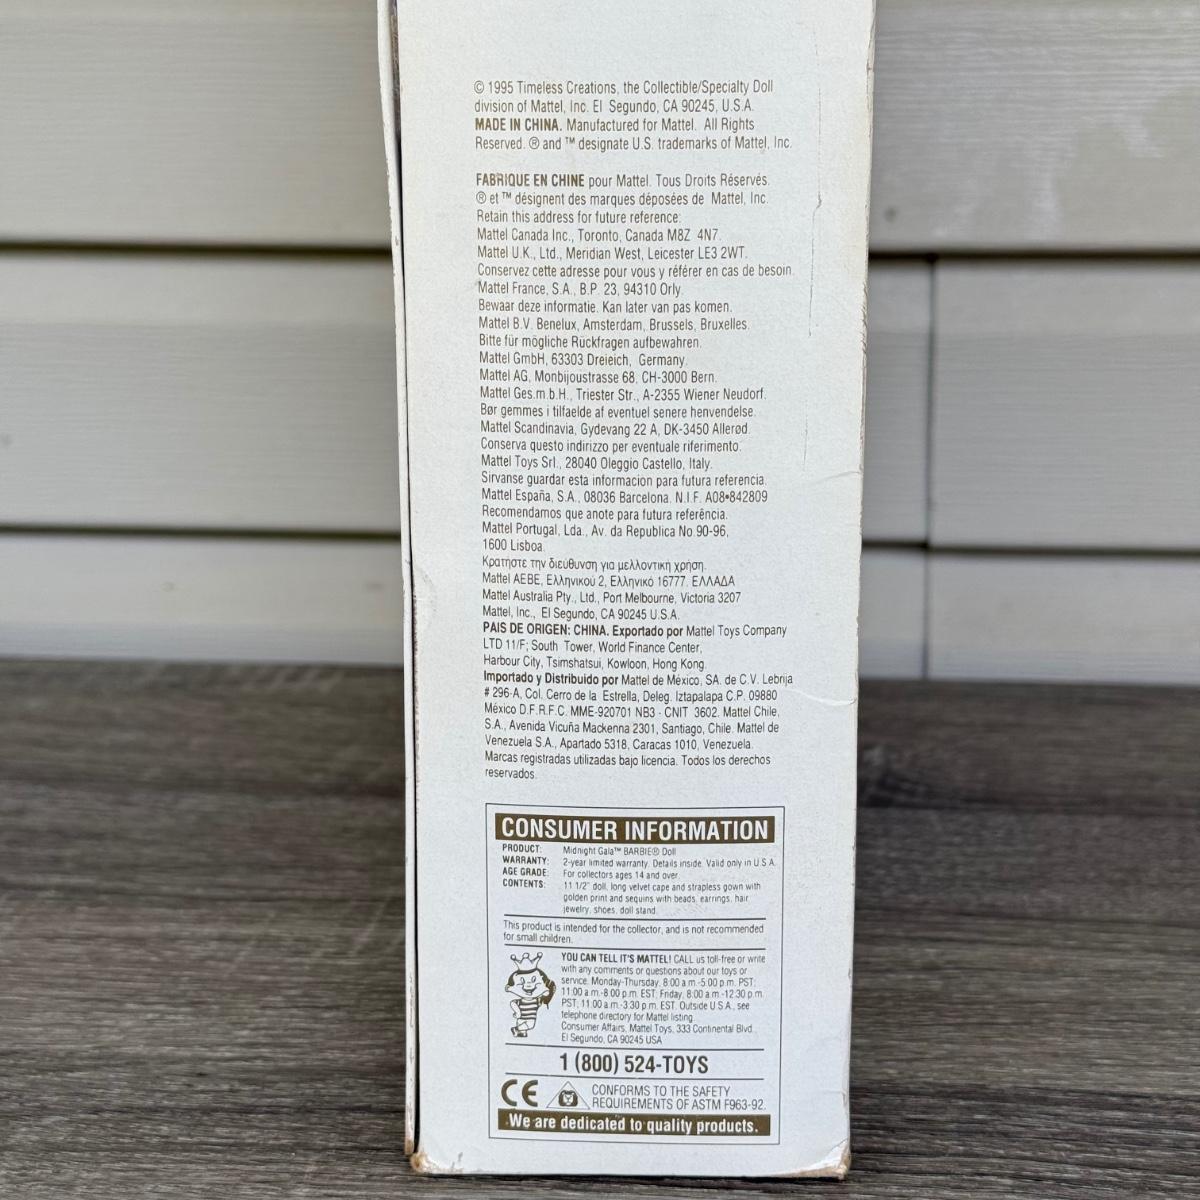 © 1995 Timeless Creations, the Collectible/Specialty Doll
division of Mattel, Inc. El Segundo, CA 90245, U.S.A.
MADE IN CHINA. Manufactured for Mattel. All Rights
Reserved. ® and ™ designate U.S. trademarks of Mattel, Inc.
FABRIQUE EN CHINE pour Mattel. Tous Droits Réservés.
® et ™ désignent des marques déposées de Mattel, Inc.
Retain this address for future reference:
Mattel Canada Inc., Toronto, Canada M8Z 4N7.
Mattel U.K., Ltd., Meridian West, Leicester LE3 2WT.
Conservez cette adresse pour vous y référer en cas de besoin.
Mattel France, S.A., B.P. 23, 94310 Orly.
Bewaar deze informatie. Kan later van pas komen.
Mattel B.V. Benelux, Amsterdam, Brussels, Bruxelles.
Bitte für mögliche Rückfragen aufbewahren.
Mattel GmbH, 63303 Dreieich, Germany.
Mattel AG, Monbijoustrasse 68, CH-3000 Bern.
Mattel Ges.m.b.H., Triester Str., A-2355 Wiener Neudorf.
Bør gemmes i tilfaelde af eventuel senere henvendelse.
Mattel Scandinavia, Gydevang 22 A, DK-3450 Allerød.
Conserva questo indirizzo per eventuale riferimento.
Mattel Toys Srl., 28040 Oleggio Castello, Italy.
Sirvanse guardar esta informacion para futura referencia.
Mattel España, S.A., 08036 Barcelona. N.I.F. A08•842809
Recomendamos que anote para futura referência.
Mattel Portugal, Lda., Av. da Republica No.90-96,
1600 Lisboa.
Κρατήστε την διεύθυνση για μελλοντική χρήση.
Mattel AEBE, Ελληνικού 2, Ελληνικό 16777. ΕΛΛΑΔΑ
Mattel Australia Pty., Ltd., Port Melbourne, Victoria 3207
Mattel, Inc., El Segundo, CA 90245 U.S.A.
PAIS DE ORIGEN: CHINA. Exportado por Mattel Toys Company
LTD 11/F; South Tower, World Finance Center,
Harbour City, Tsimshatsui, Kowloon, Hong Kong.
Importado y Distribuido por Mattel de México, SA. de C.V. Lebrija
# 296-A, Col. Cerro de la Estrella, Deleg. Iztapalapa C.P. 09880
México D.F.R.F.C. MME-920701 NB3 - CNIT 3602. Mattel Chile,
S.A., Avenida Vicuña Mackenna 2301, Santiago, Chile. Mattel de
Venezuela S.A., Apartado 5318, Caracas 1010, Venezuela.
Marcas registradas utilizadas bajo licencia. Todos los derechos
reservados.
CONSUMER INFORMATION
PRODUCT: Midnight Gala™ BARBIE® Doll
WARRANTY: 2-year limited warranty. Details inside. Valid only in U.S.A.
AGE GRADE: For collectors ages 14 and over.
CONTENTS: 11 1/2" doll, long velvet cape and strapless gown with
golden print and sequins with beads, earrings, hair
jewelry, shoes, doll stand.
This product is intended for the collector, and is not recommended
for small children.
YOU CAN TELL IT'S MATTEL! CALL us toll-free or write
with any comments or questions about our toys or
service. Monday-Thursday, 8:00 a.m.-5:00 p.m. PST;
11:00 a.m.-8:00 p.m. EST; Friday, 8:00 a.m.-12:30 p.m.
PST, 11:00 a.m.-3:30 p.m. EST. Outside U.S.A., see
telephone directory for Mattel listing.
Consumer Affairs, Mattel Toys, 333 Continental Blvd.,
El Segundo, CA 90245 USA
1 (800) 524-TOYS
CE CONFORMS TO THE SAFETY
REQUIREMENTS OF ASTM F963-92.
We are dedicated to quality products.